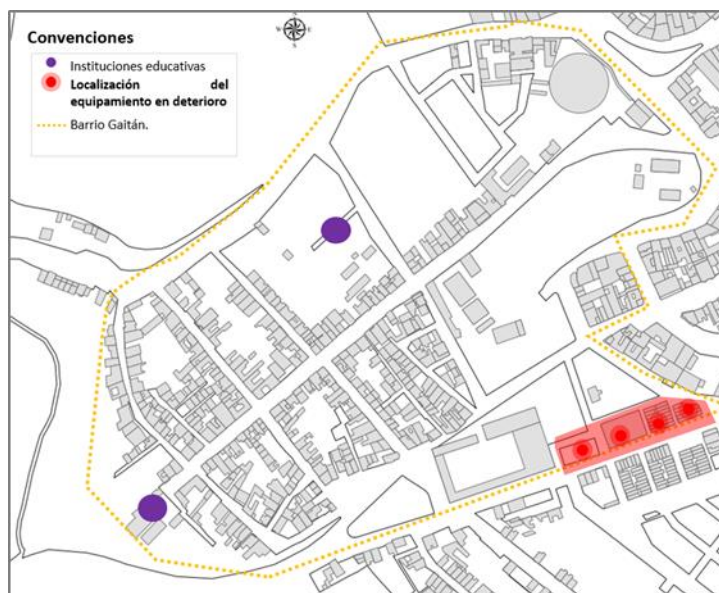 Convenciones
Instituciones educativas
Localización del
equipamiento en deterioro
Barrio Gaitán.